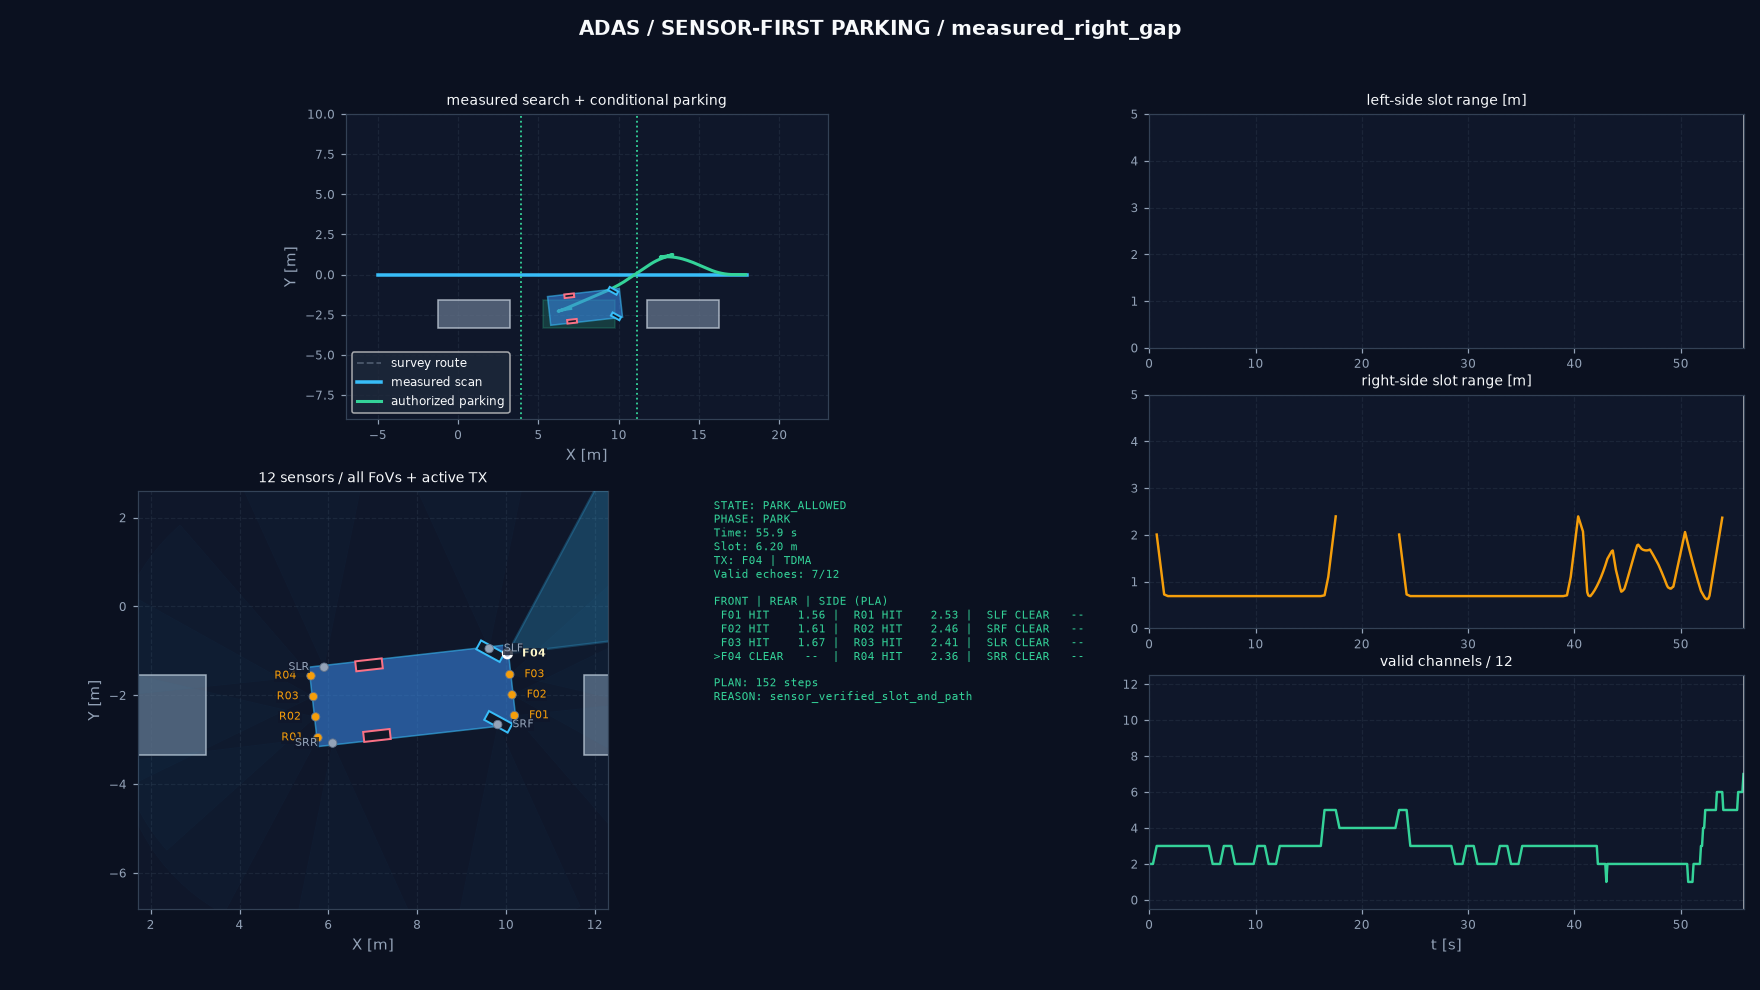 ADAS / SENSOR-FIRST PARKING / measured_right_gap
measured search + conditional parking
10.0
7.5
5.0
2.5
0.0
−2.5
−5.0
−7.5
Y [m]
survey route
measured scan
authorized parking
−5 0 5 10 15 20
X [m]
12 sensors / all FoVs + active TX
2
0
−2
−4
−6
Y [m]
SLF
F04
SLR
R04
F03
R03
F02
R02
F01
SRF
R01
SRR
2 4 6 8 10 12
X [m]
STATE: PARK_ALLOWED
PHASE: PARK
Time: 55.9 s
Slot: 6.20 m
TX: F04 | TDMA
Valid echoes: 7/12
FRONT | REAR | SIDE (PLA)
F01 HIT 1.56 | R01 HIT 2.53 | SLF CLEAR --
F02 HIT 1.61 | R02 HIT 2.46 | SRF CLEAR --
F03 HIT 1.67 | R03 HIT 2.41 | SLR CLEAR --
>F04 CLEAR -- | R04 HIT 2.36 | SRR CLEAR --
PLAN: 152 steps
REASON: sensor_verified_slot_and_path
left-side slot range [m]
5
4
3
2
1
0
0 10 20 30 40 50
right-side slot range [m]
5
4
3
2
1
0
0 10 20 30 40 50
valid channels / 12
12
10
8
6
4
2
0
0 10 20 30 40 50
t [s]